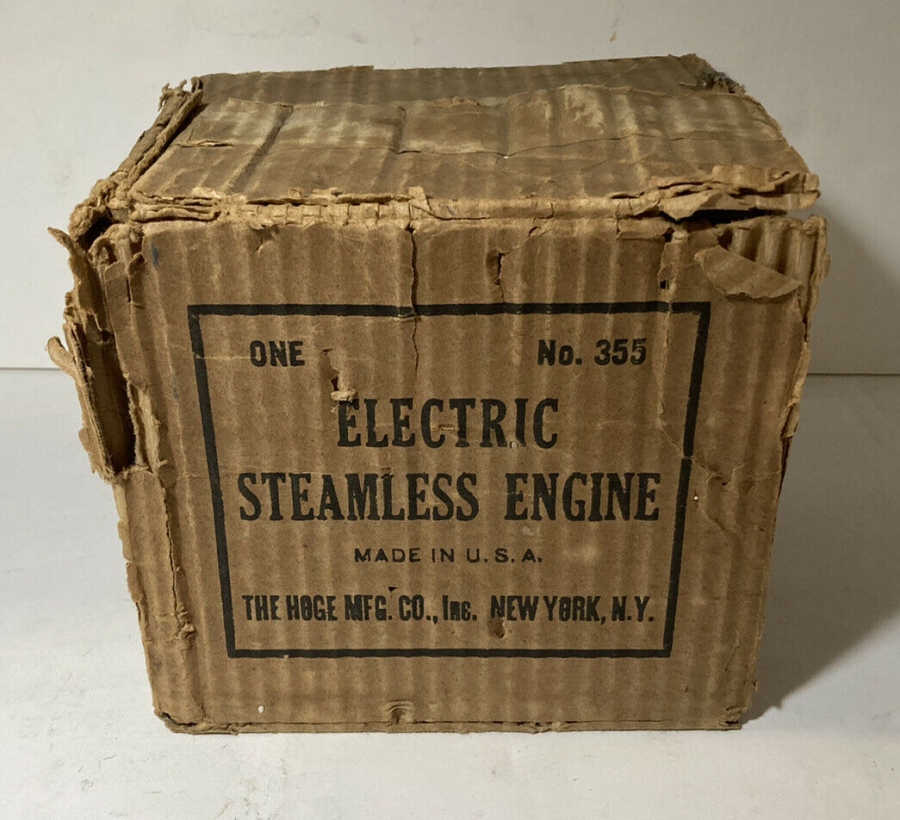 ONE No. 355
ELECTRIC
STEAMLESS ENGINE
MADE IN U.S.A.
THE HOGE MFG. CO., Inc. NEW YORK, N.Y.